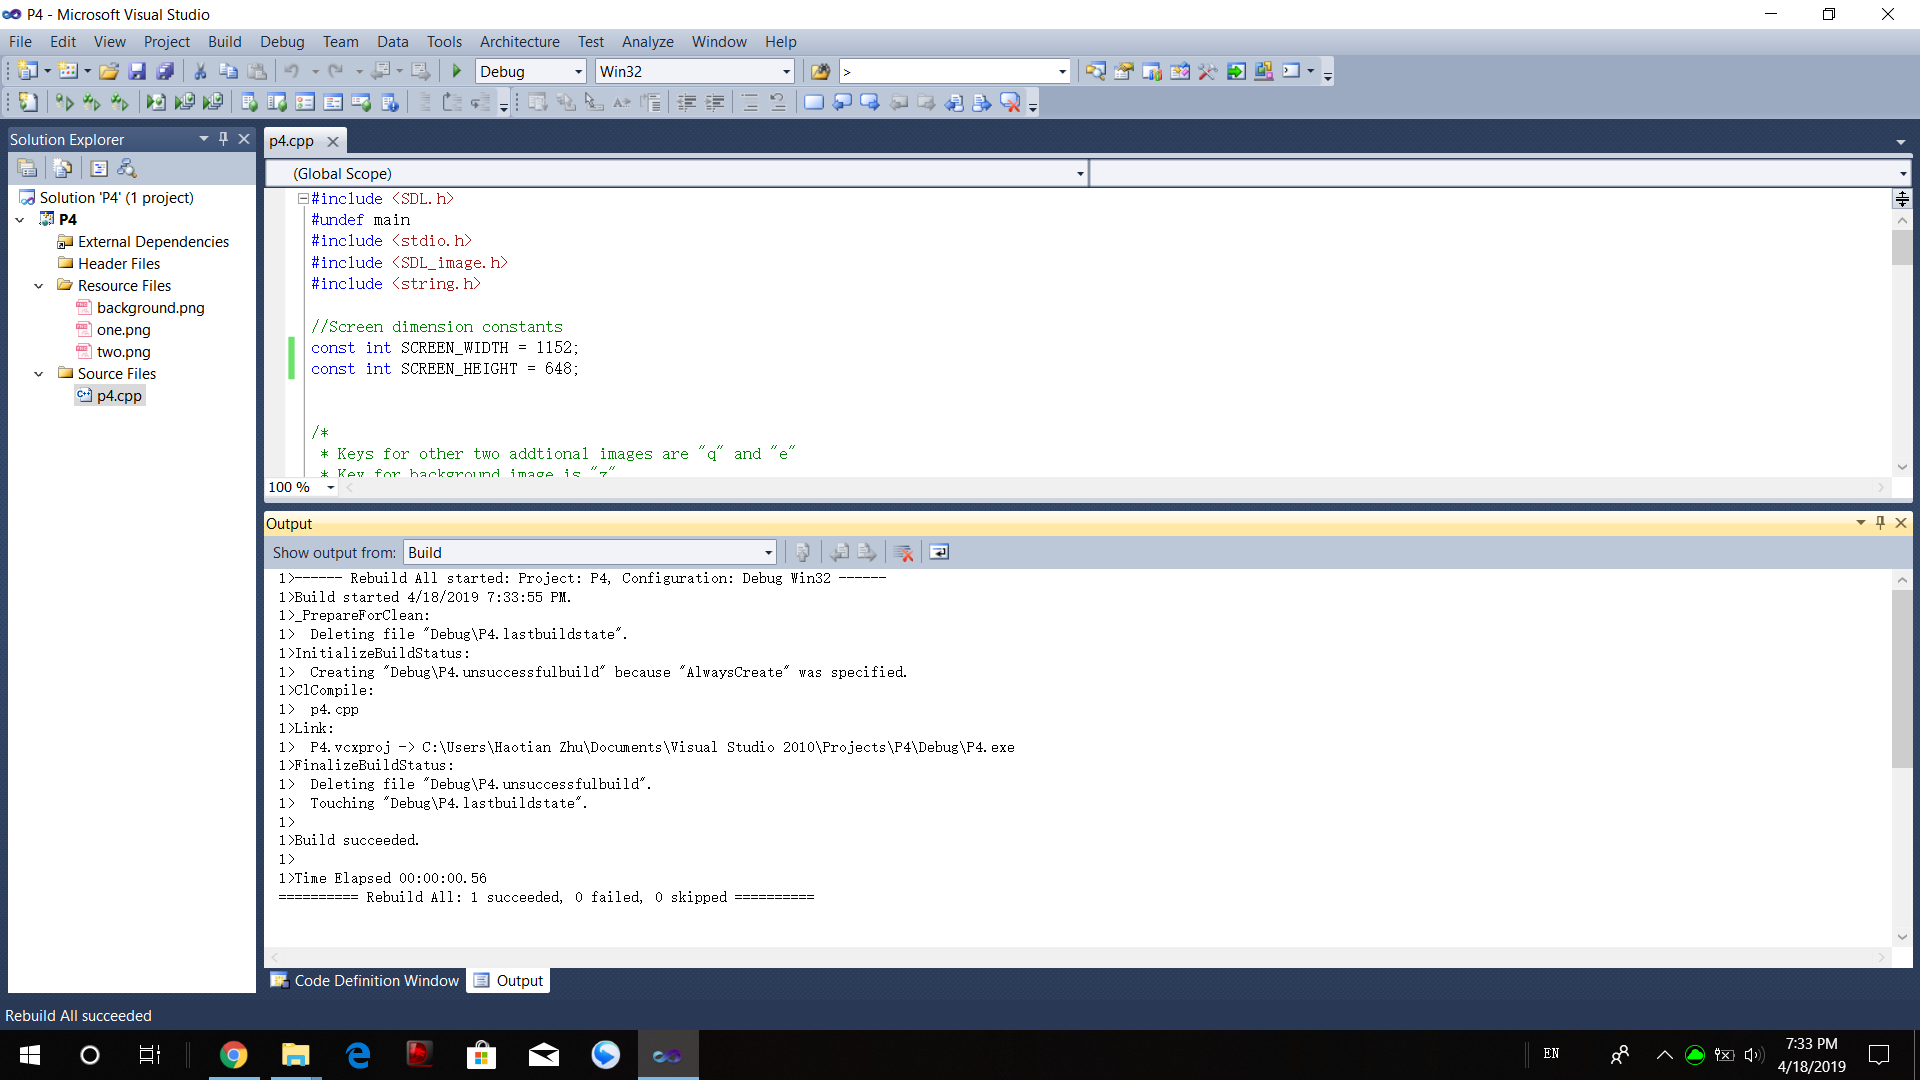 P4 - Microsoft Visual Studio
File Edit View Project Build Debug Team Data Tools Architecture Test Analyze Window Help
Debug Win32 >
Solution Explorer
Solution 'P4' (1 project)
P4
External Dependencies
Header Files
Resource Files
background.png
one.png
two.png
Source Files
p4.cpp
p4.cpp
(Global Scope)
#include <SDL.h>
#undef main
#include <stdio.h>
#include <SDL_image.h>
#include <string.h>
//Screen dimension constants
const int SCREEN_WIDTH = 1152;
const int SCREEN_HEIGHT = 648;
/*
* Keys for other two addtional images are "q" and "e"
* Key for background image is "z"
100 %
Output
Show output from: Build
1>------ Rebuild All started: Project: P4, Configuration: Debug Win32 ------
1>Build started 4/18/2019 7:33:55 PM.
1>_PrepareForClean:
1>  Deleting file "Debug\P4.lastbuildstate".
1>InitializeBuildStatus:
1>  Creating "Debug\P4.unsuccessfulbuild" because "AlwaysCreate" was specified.
1>ClCompile:
1>  p4.cpp
1>Link:
1>  P4.vcxproj -> C:\Users\Haotian Zhu\Documents\Visual Studio 2010\Projects\P4\Debug\P4.exe
1>FinalizeBuildStatus:
1>  Deleting file "Debug\P4.unsuccessfulbuild".
1>  Touching "Debug\P4.lastbuildstate".
1>
1>Build succeeded.
1>
1>Time Elapsed 00:00:00.56
========== Rebuild All: 1 succeeded, 0 failed, 0 skipped ==========
Code Definition Window Output
Rebuild All succeeded
EN
7:33 PM
4/18/2019